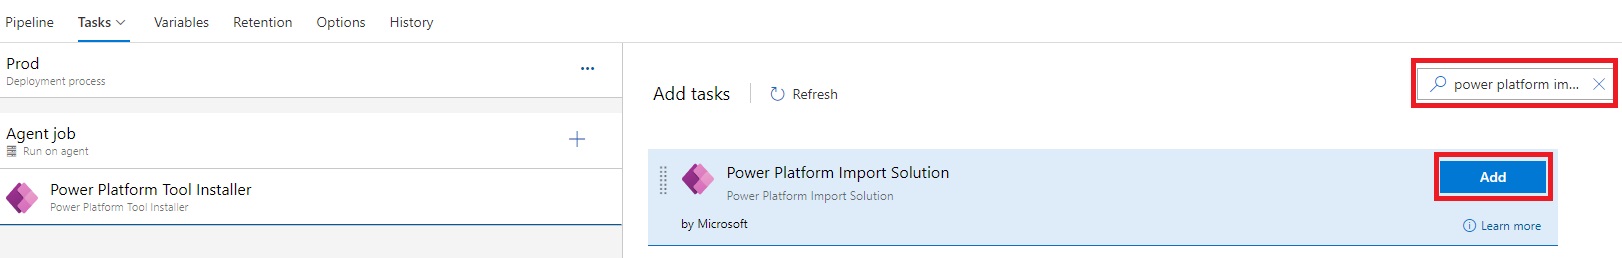 Pipeline Tasks Variables Retention Options History
Prod
Deployment process
...
Agent job
Run on agent
Power Platform Tool Installer
Power Platform Tool Installer
Add tasks Refresh
power platform im...
Power Platform Import Solution
Power Platform Import Solution
Add
by Microsoft
Learn more